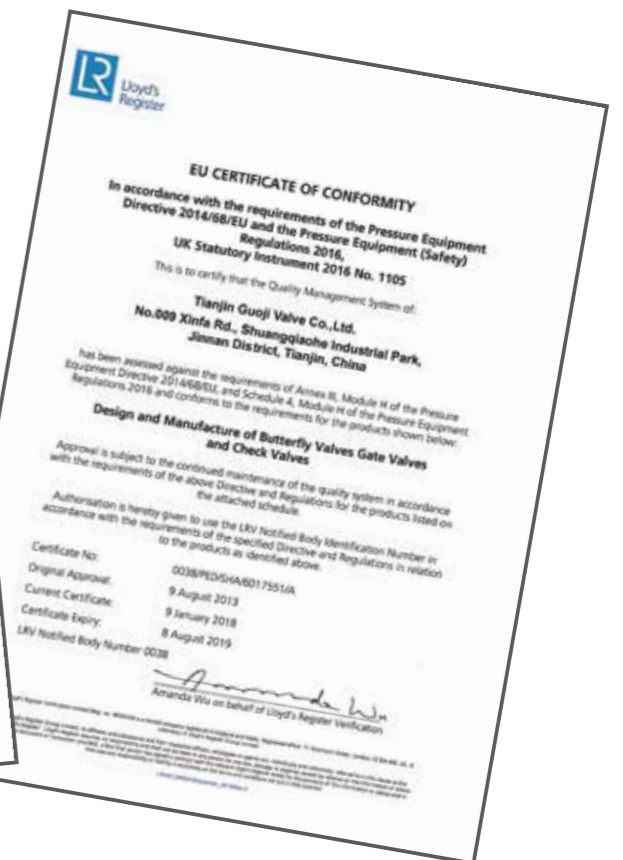 LR
Lloyd's
Register
EU CERTIFICATE OF CONFORMITY
In accordance with the requirements of the Pressure Equipment
Directive 2014/68/EU and the Pressure Equipment (Safety)
Regulations 2016,
UK Statutory Instrument 2016 No. 1105
This is to certify that the Quality Management System of:
Tianjin Guoji Valve Co.,Ltd.
No.009 Xinfa Rd., Shuangqiaohe Industrial Park,
Jinnan District, Tianjin, China
has been assessed against the requirements of Annex III, Module H of the Pressure
Equipment Directive 2014/68/EU, and Schedule 4, Module H of the Pressure Equipment
Regulations 2016 and conforms to the requirements for the products shown below:
Design and Manufacture of Butterfly Valves Gate Valves
and Check Valves
Approval is subject to the continued maintenance of the quality system in accordance
with the requirements of the above Directive and Regulations for the products listed on
the attached schedule.
Authorisation is hereby given to use the LRV Notified Body Identification Number in
accordance with the requirements of the specified Directive and Regulations in relation
to the products as identified above.
Certificate No: 0038/PED/SHA/6017551/A
Original Approval: 9 August 2013
Current Certificate: 9 January 2018
Certificate Expiry: 8 August 2019
LRV Notified Body Number 0038
Amanda Wu
Amanda Wu on behalf of Lloyd's Register Verification